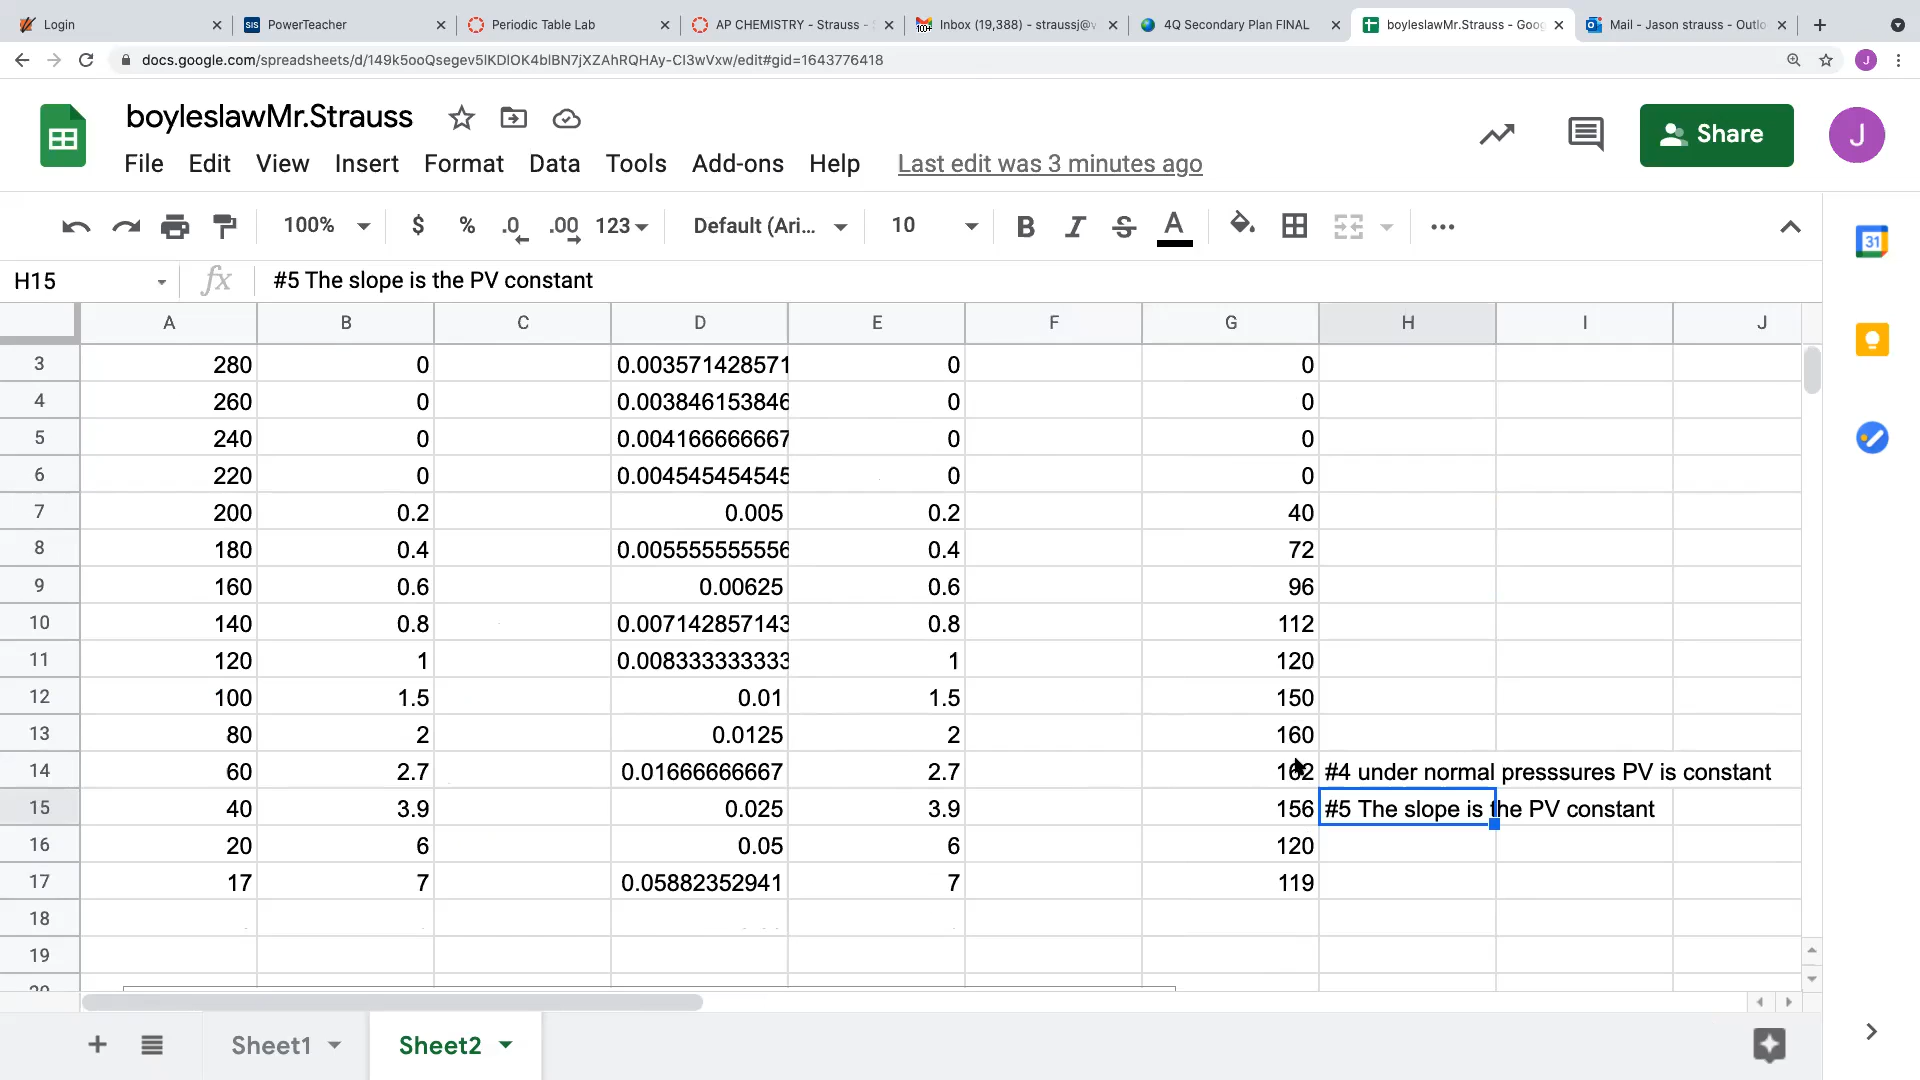 Login
SIS PowerTeacher
Periodic Table Lab
AP CHEMISTRY - Strauss -
100+ Inbox (19,388) - straussj@
4Q Secondary Plan FINAL
boyleslawMr.Strauss - Goog
Mail - Jason strauss - Outlo
docs.google.com/spreadsheets/d/149k5ooQsegev5lKDlOK4blBN7jXZAhRQHAy-CI3wVxw/edit#gid=1643776418
J
boyleslawMr.Strauss
Share
J
File Edit View Insert Format Data Tools Add-ons Help Last edit was 3 minutes ago
100% $ % .0 .00 123 Default (Ari... 10 B I S A
31
H15 fx #5 The slope is the PV constant
A B C D E F G H I J
3 280 0 0.003571428571 0 0
4 260 0 0.003846153846 0 0
5 240 0 0.004166666667 0 0
6 220 0 0.004545454545 0 0
7 200 0.2 0.005 0.2 40
8 180 0.4 0.005555555556 0.4 72
9 160 0.6 0.00625 0.6 96
10 140 0.8 0.007142857143 0.8 112
11 120 1 0.008333333333 1 120
12 100 1.5 0.01 1.5 150
13 80 2 0.0125 2 160
14 60 2.7 0.01666666667 2.7 162 #4 under normal presssures PV is constant
15 40 3.9 0.025 3.9 156 #5 The slope is the PV constant
16 20 6 0.05 6 120
17 17 7 0.05882352941 7 119
18
19
20
Sheet1 Sheet2